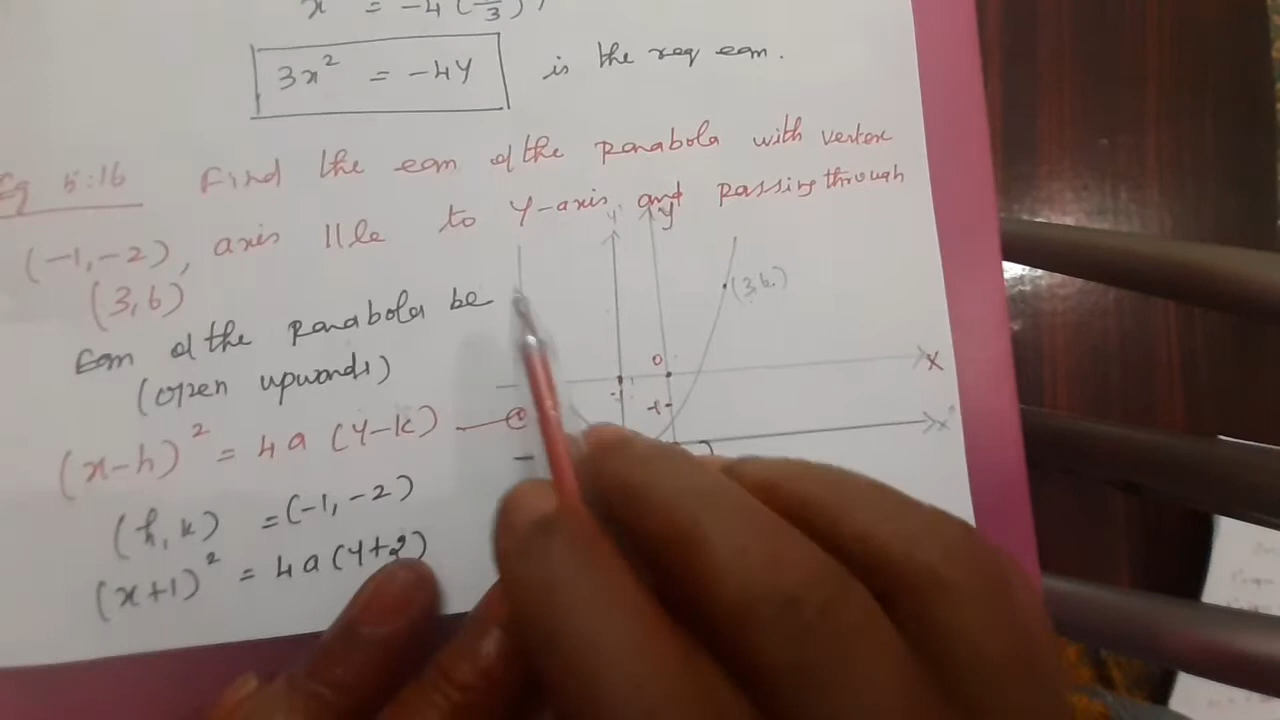 x = -4 ( /3)
3x² = -4y is the req eqn.
Eg 5:16 Find the eqn of the Parabola with vertex
(-1,-2), axis ||le to Y-axis and passing through
(3,6)
Eqn of the Parabola be
(open upwards)
(x-h)² = 4a(y-k)
(h,k) = (-1,-2)
(x+1)² = 4a(y+2)
y
(3,6)
0
x
-1
x'